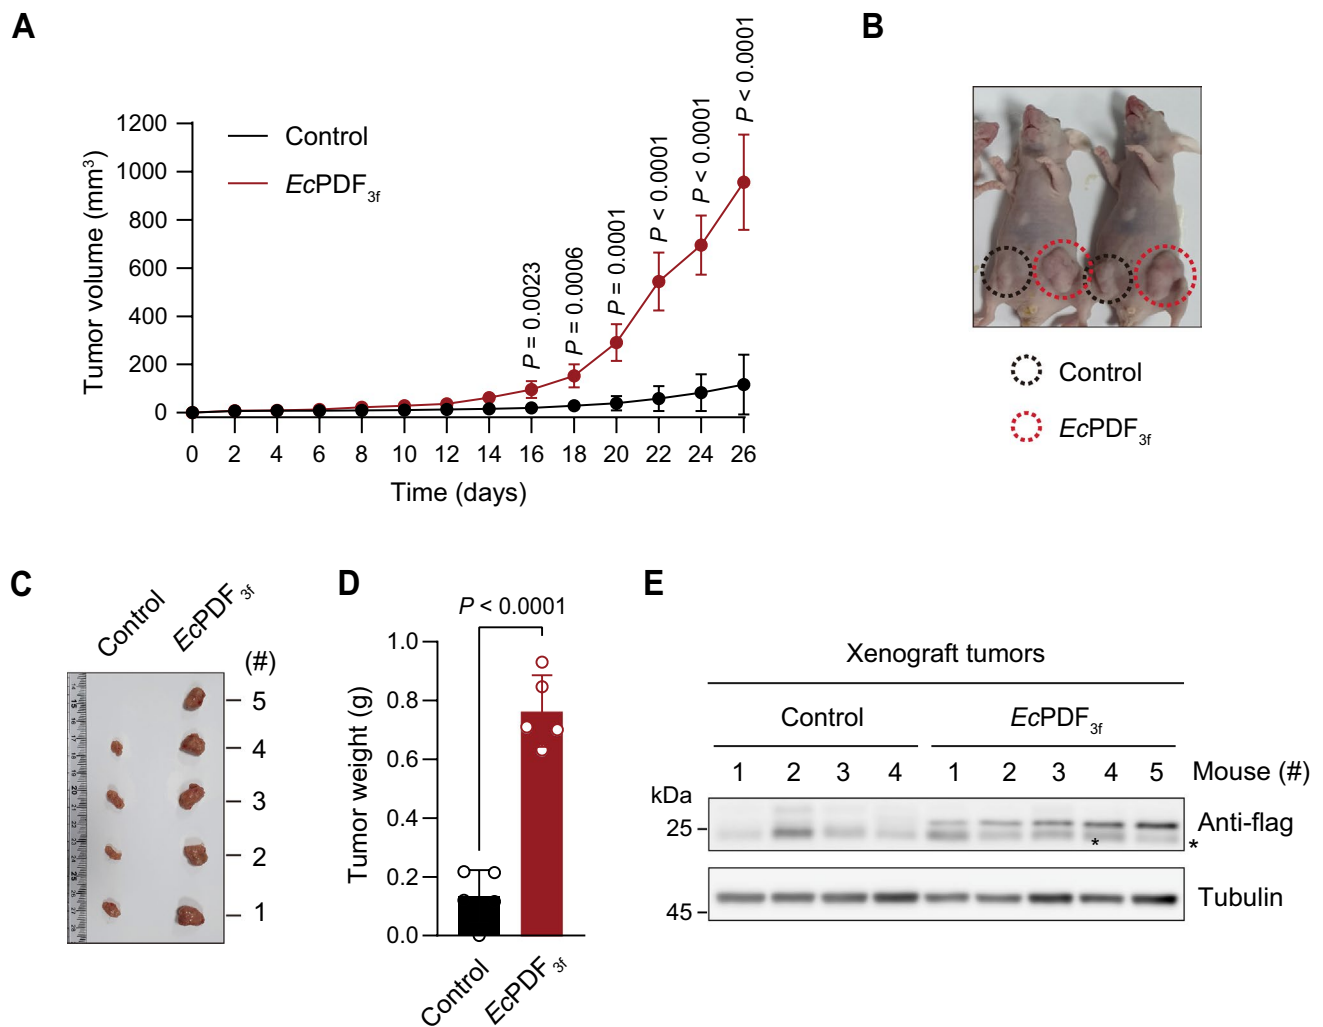 A
1200
1000
800
600
400
200
0
Tumor volume (mm³)
Control
EcPDF3f
P = 0.0023
P = 0.0006
P = 0.0001
P < 0.0001
P < 0.0001
P < 0.0001
0 2 4 6 8 10 12 14 16 18 20 22 24 26
Time (days)
B
Control
EcPDF3f
C
Control
EcPDF3f
(#)
5
4
3
2
1
D
P < 0.0001
1.0
0.8
0.6
0.4
0.2
0.0
Tumor weight (g)
Control
EcPDF3f
E
Xenograft tumors
Control
EcPDF3f
1 2 3 4 1 2 3 4 5 Mouse (#)
kDa
25
Anti-flag
*
*
45
Tubulin